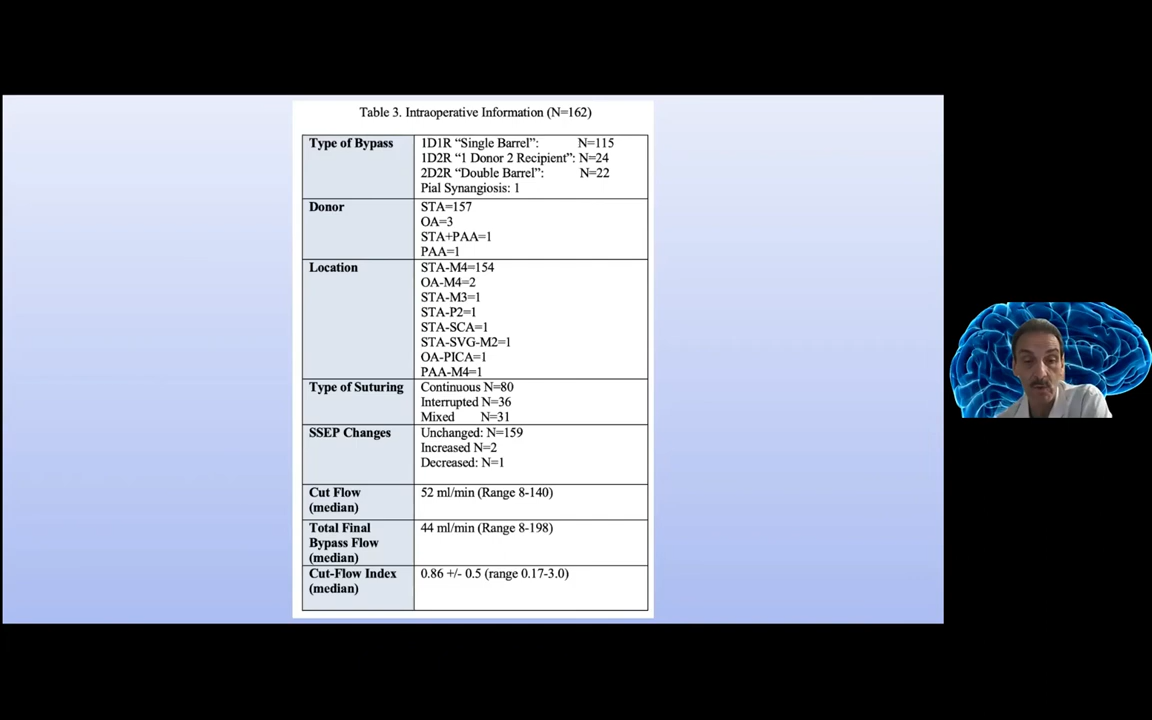 Table 3. Intraoperative Information (N=162)
Type of Bypass
1D1R “Single Barrel”: N=115
1D2R “1 Donor 2 Recipient”: N=24
2D2R “Double Barrel”: N=22
Pial Synangiosis: 1
Donor
STA=157
OA=3
STA+PAA=1
PAA=1
Location
STA-M4=154
OA-M4=2
STA-M3=1
STA-P2=1
STA-SCA=1
STA-SVG-M2=1
OA-PICA=1
PAA-M4=1
Type of Suturing
Continuous N=80
Interrupted N=36
Mixed N=31
SSEP Changes
Unchanged: N=159
Increased N=2
Decreased: N=1
Cut Flow
(median)
52 ml/min (Range 8-140)
Total Final
Bypass Flow
(median)
44 ml/min (Range 8-198)
Cut-Flow Index
(median)
0.86 +/- 0.5 (range 0.17-3.0)